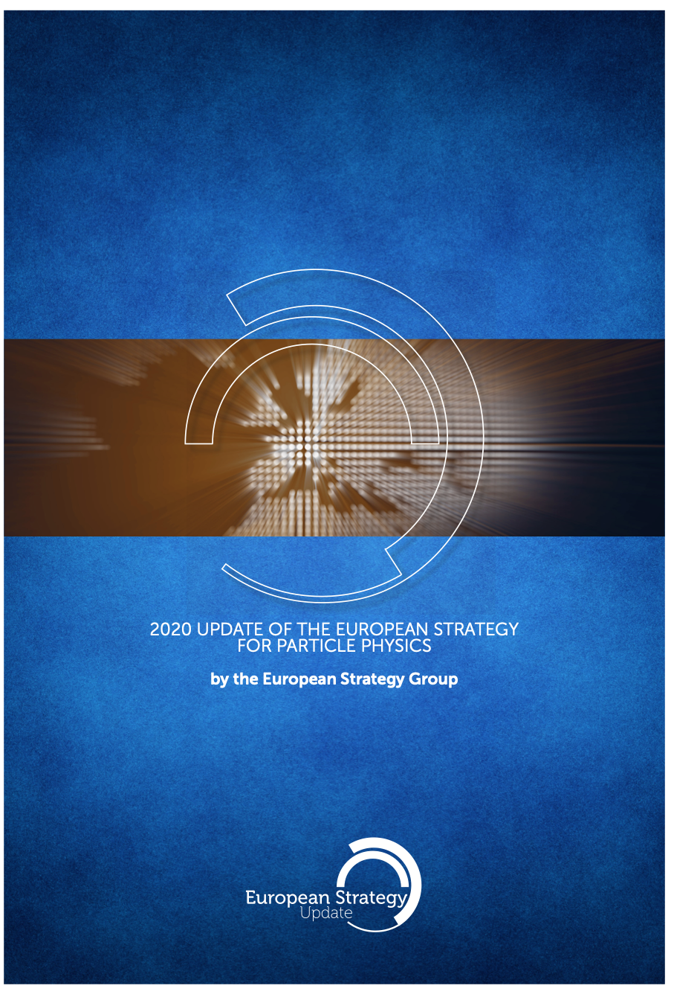 2020 UPDATE OF THE EUROPEAN STRATEGY
FOR PARTICLE PHYSICS
by the European Strategy Group
European Strategy
Update